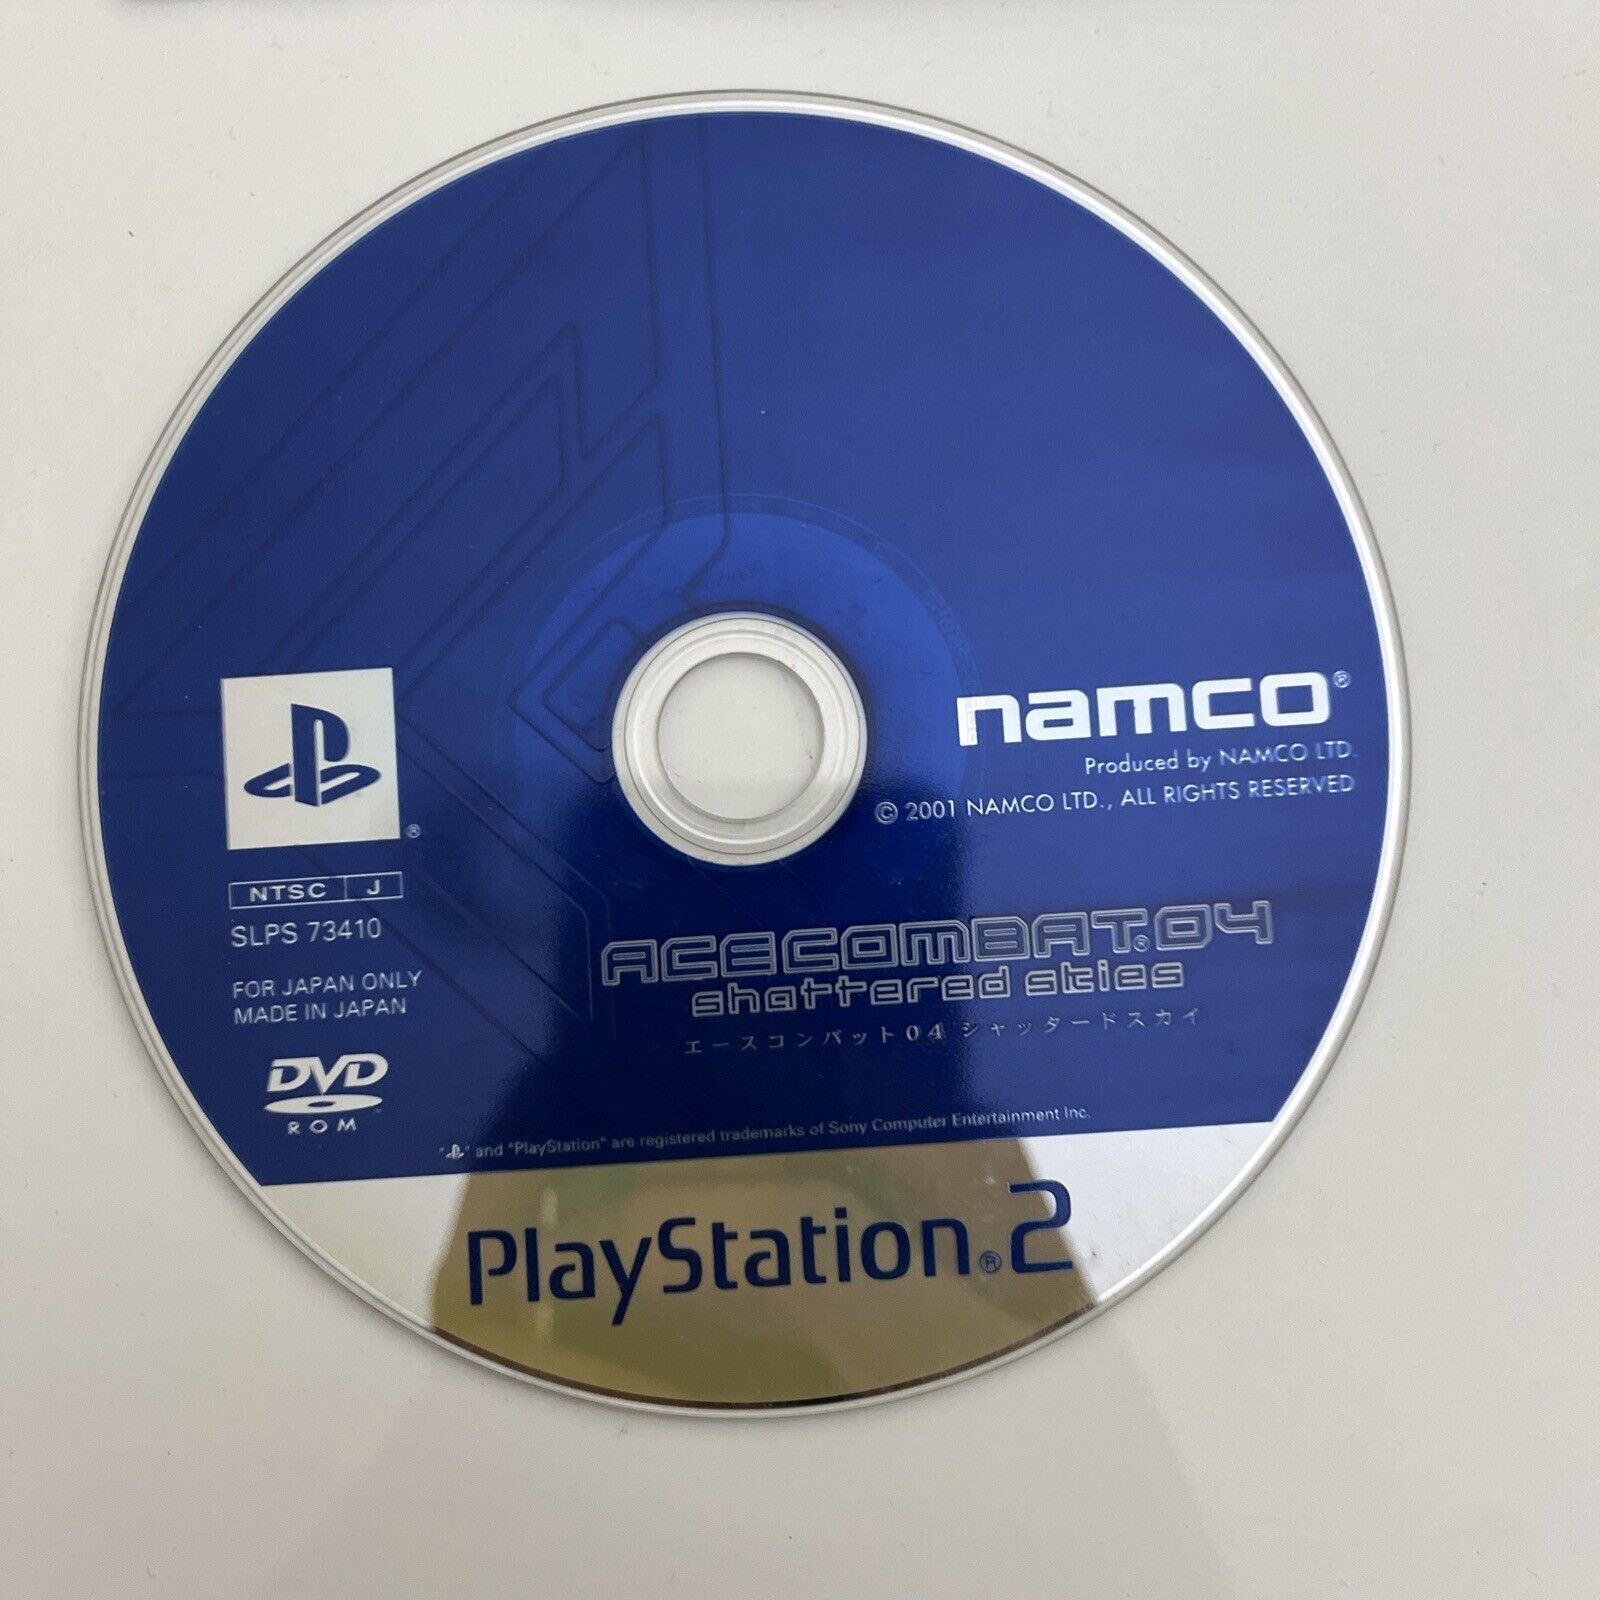 namco®
Produced by NAMCO LTD.
© 2001 NAMCO LTD., ALL RIGHTS RESERVED
®
NTSC J
SLPS 73410
FOR JAPAN ONLY
MADE IN JAPAN
DVD
ROM™
ACECOMBAT®04
shattered skies
エースコンバット04 シャッタードスカイ
" " and "PlayStation" are registered trademarks of Sony Computer Entertainment Inc.
PlayStation®2